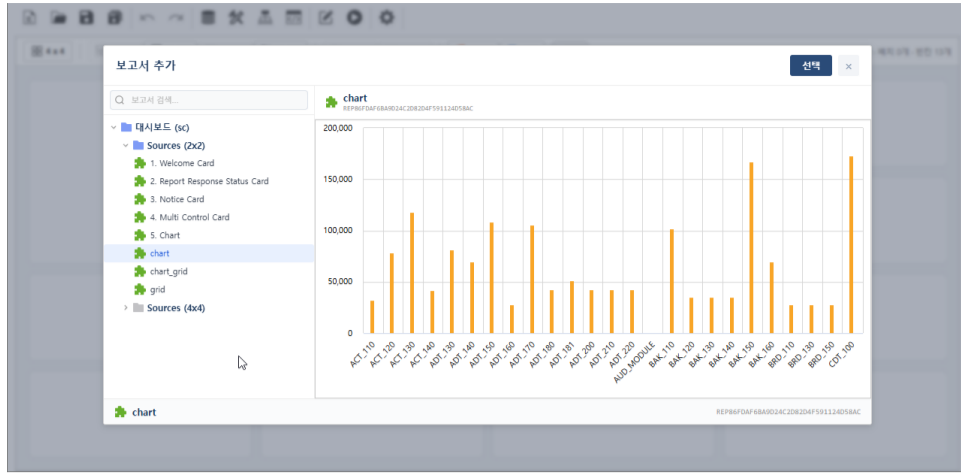 4x4
보고서 추가
선택
×
보고서 검색...
대시보드 (sc)
Sources (2x2)
1. Welcome Card
2. Report Response Status Card
3. Notice Card
4. Multi Control Card
5. Chart
chart
chart_grid
grid
Sources (4x4)
chart
REP86FDAF6BA9D24C2D82D4F591124D58AC
200,000
150,000
100,000
50,000
0
ACT_110
ACT_120
ACT_130
ACT_140
ADT_130
ADT_140
ADT_150
ADT_160
ADT_170
ADT_180
ADT_181
ADT_200
ADT_210
ADT_220
AUD_MODULE
BAK_110
BAK_120
BAK_130
BAK_140
BAK_150
BAK_160
BRD_110
BRD_130
BRD_150
CDT_100
chart
REP86FDAF6BA9D24C2D82D4F591124D58AC